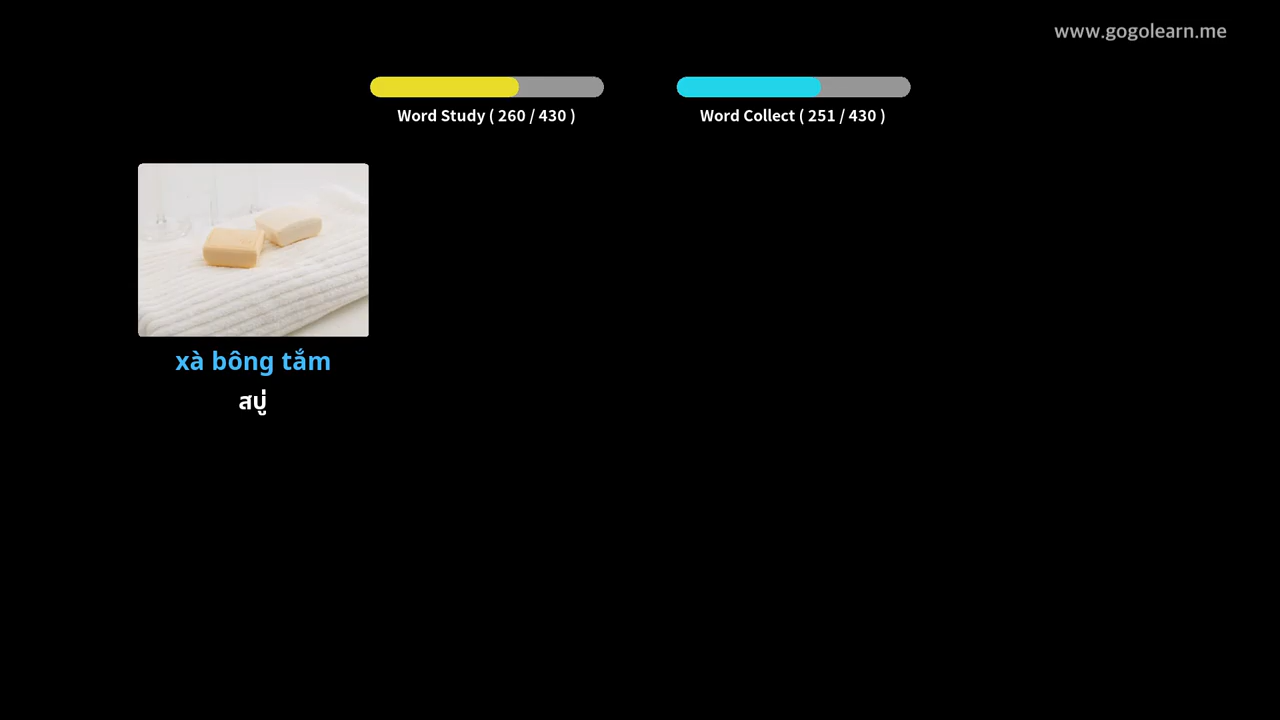 www.gogolearn.me
Word Study ( 260 / 430 )
Word Collect ( 251 / 430 )
xà bông tắm
สบู่